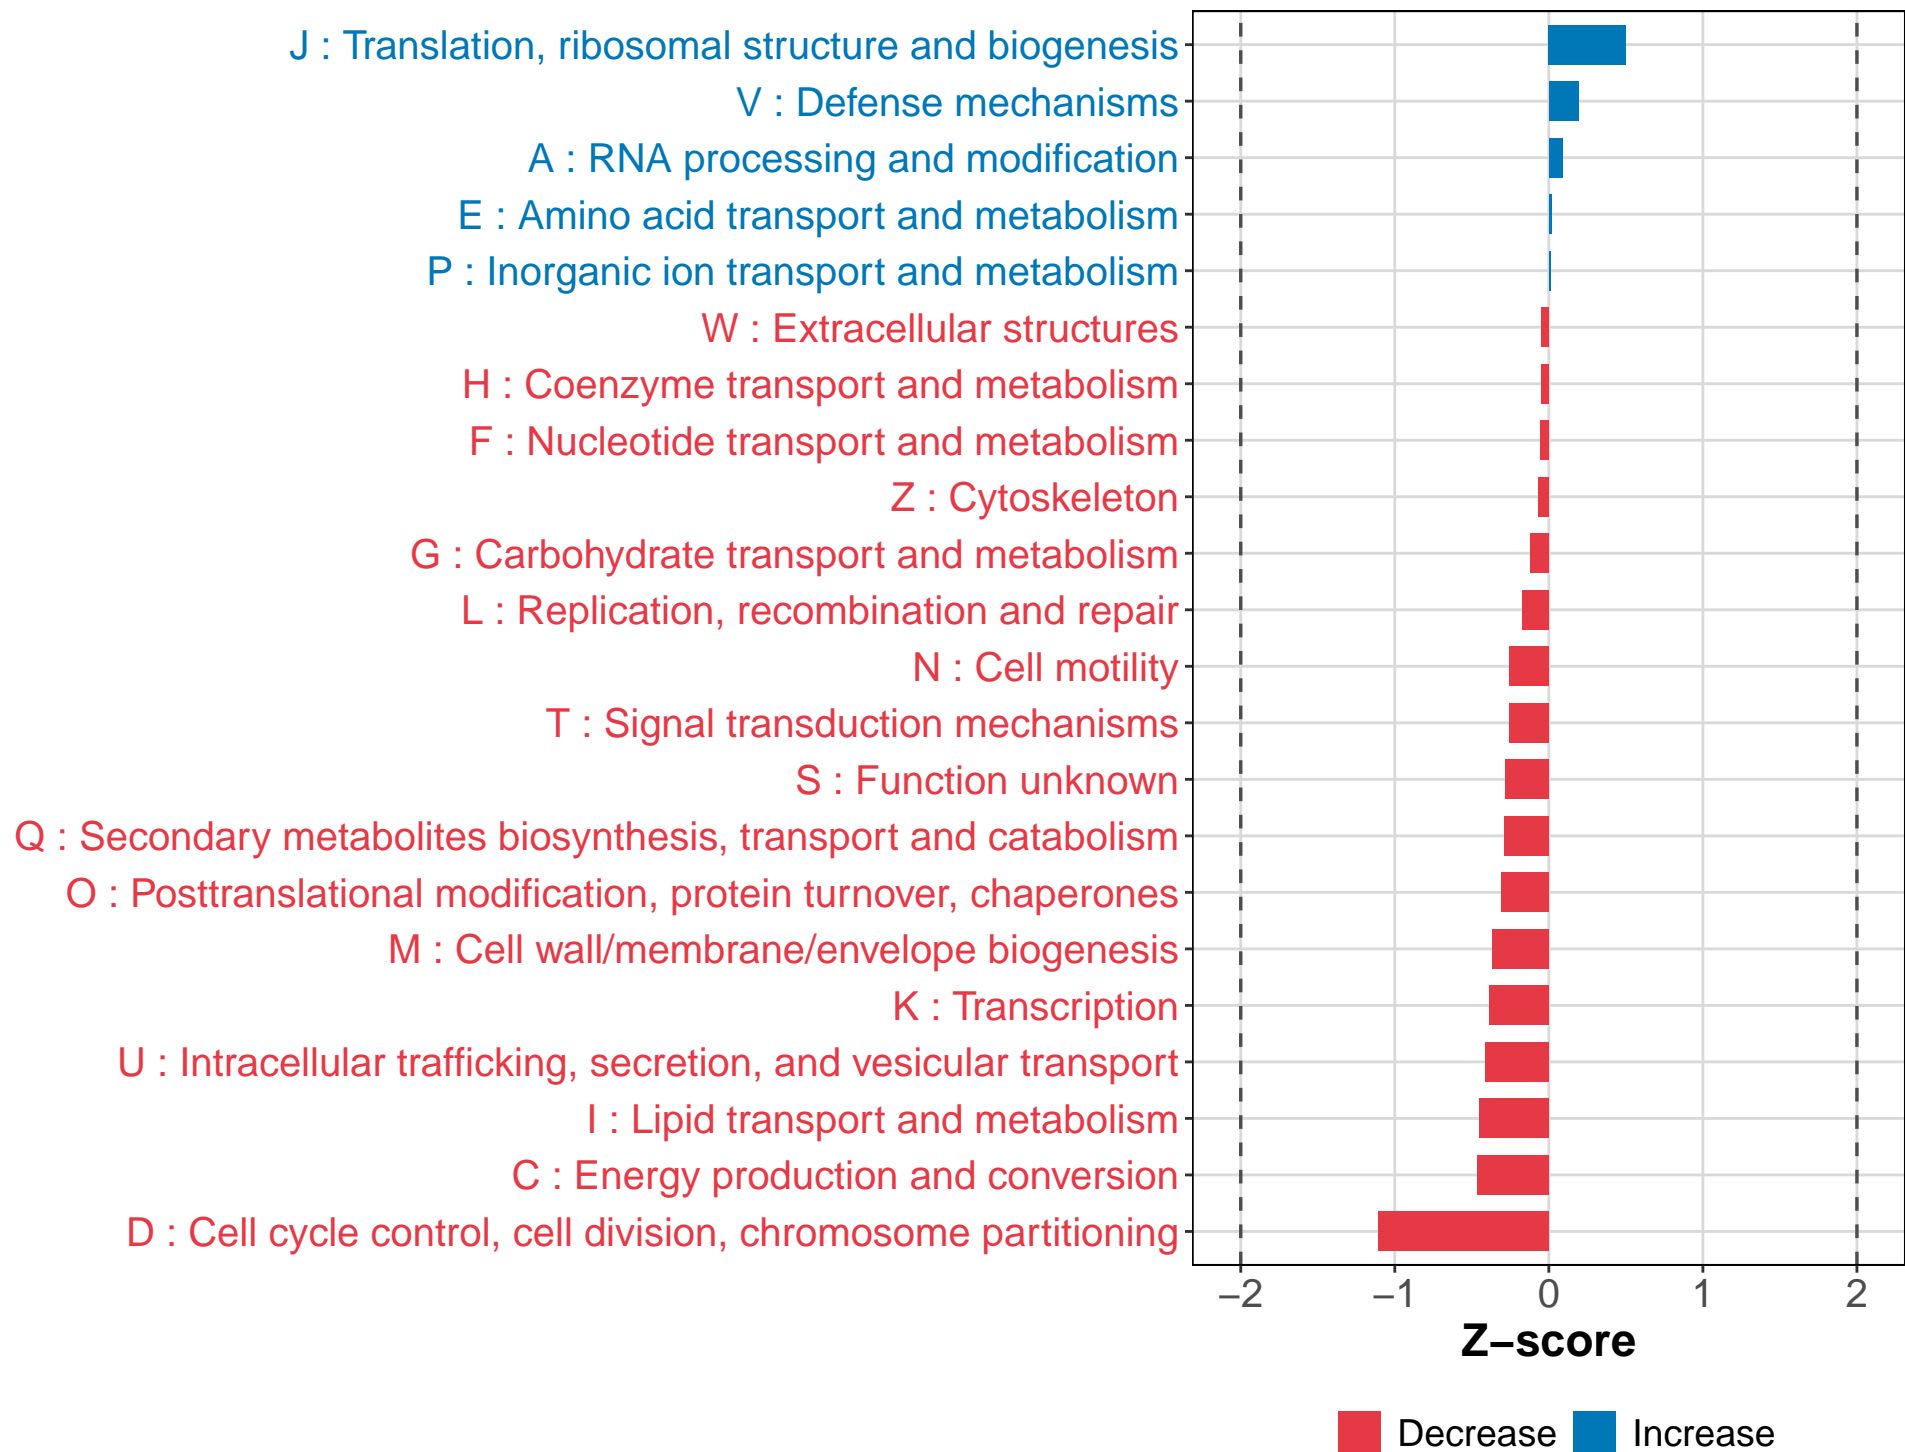 J : Translation, ribosomal structure and biogenesis
V : Defense mechanisms
A : RNA processing and modification
E : Amino acid transport and metabolism
P : Inorganic ion transport and metabolism
W : Extracellular structures
H : Coenzyme transport and metabolism
F : Nucleotide transport and metabolism
Z : Cytoskeleton
G : Carbohydrate transport and metabolism
L : Replication, recombination and repair
N : Cell motility
T : Signal transduction mechanisms
S : Function unknown
Q : Secondary metabolites biosynthesis, transport and catabolism
O : Posttranslational modification, protein turnover, chaperones
M : Cell wall/membrane/envelope biogenesis
K : Transcription
U : Intracellular trafficking, secretion, and vesicular transport
I : Lipid transport and metabolism
C : Energy production and conversion
D : Cell cycle control, cell division, chromosome partitioning
−2 −1 0 1 2
Z−score
Decrease Increase